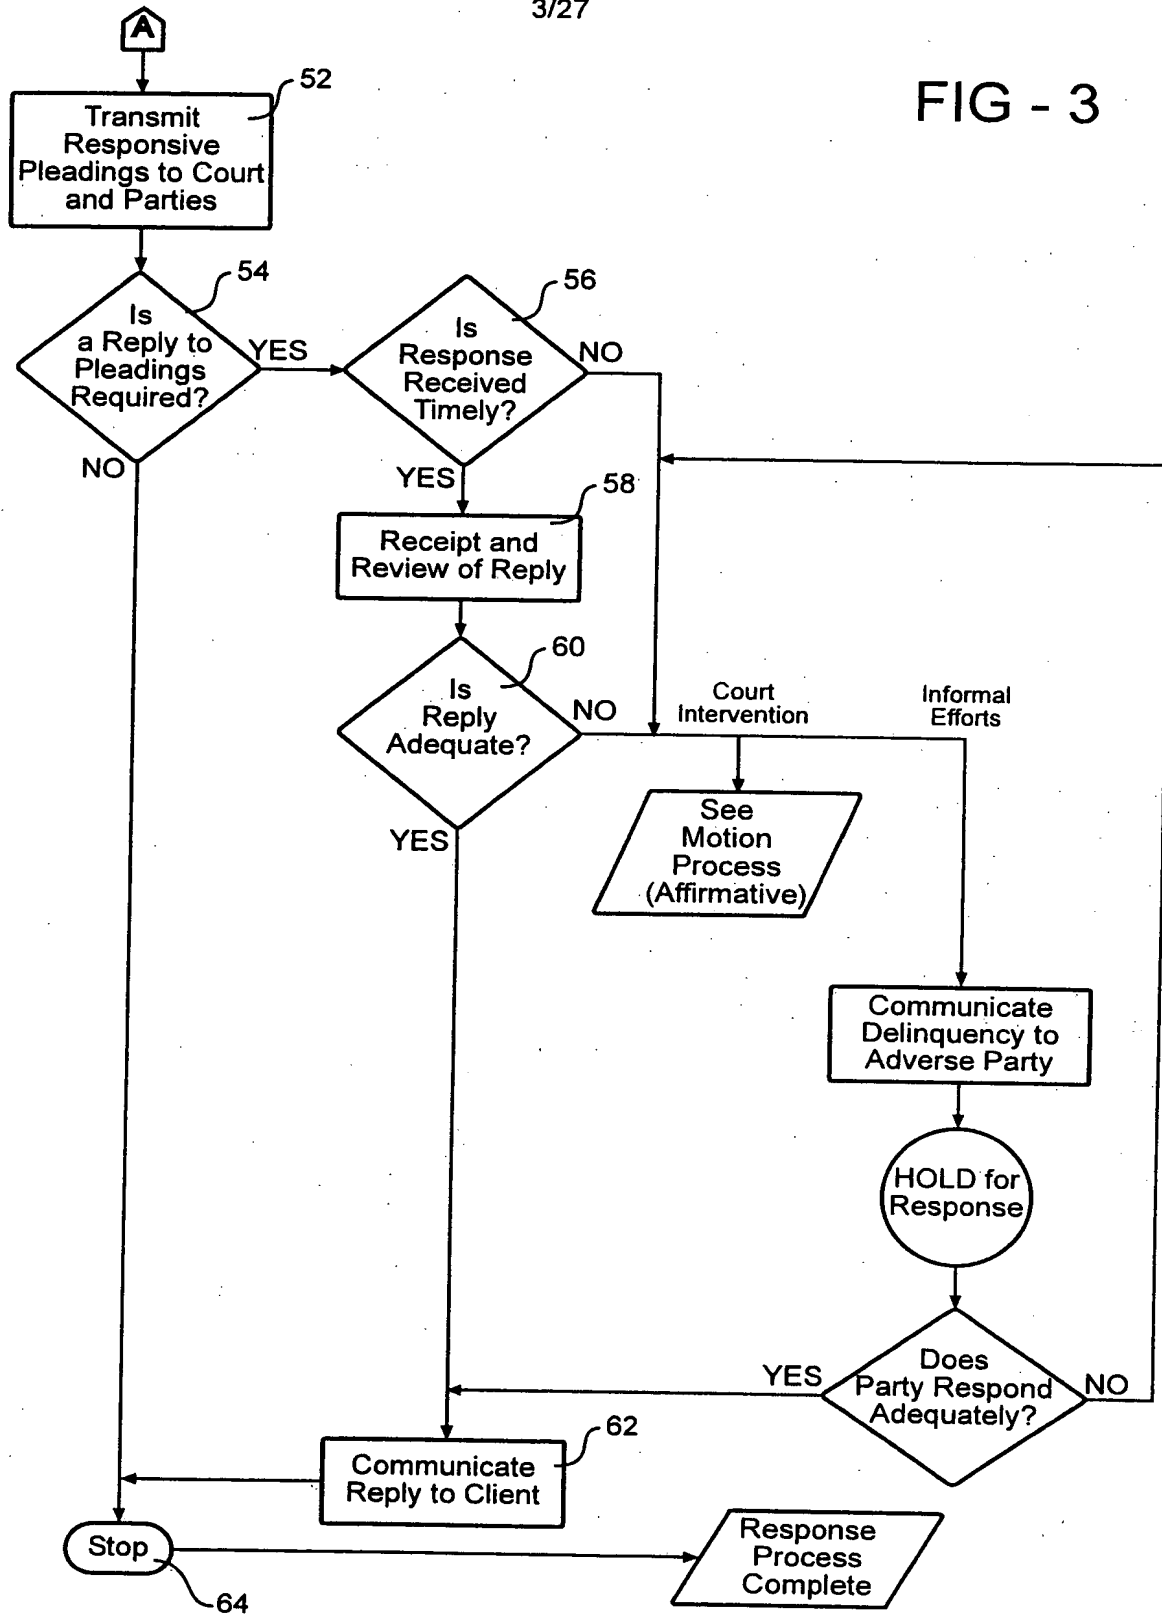 3/27
A
FIG - 3
52
Transmit
Responsive
Pleadings to Court
and Parties
54
Is
a Reply to
Pleadings
Required?
YES
NO
56
Is
Response
Received
Timely?
NO
YES
58
Receipt and
Review of Reply
60
Is
Reply
Adequate?
NO
YES
Court
Intervention
Informal
Efforts
See
Motion
Process
(Affirmative)
Communicate
Delinquency to
Adverse Party
HOLD for
Response
Does
Party Respond
Adequately?
YES
NO
62
Communicate
Reply to Client
Stop
64
Response
Process
Complete